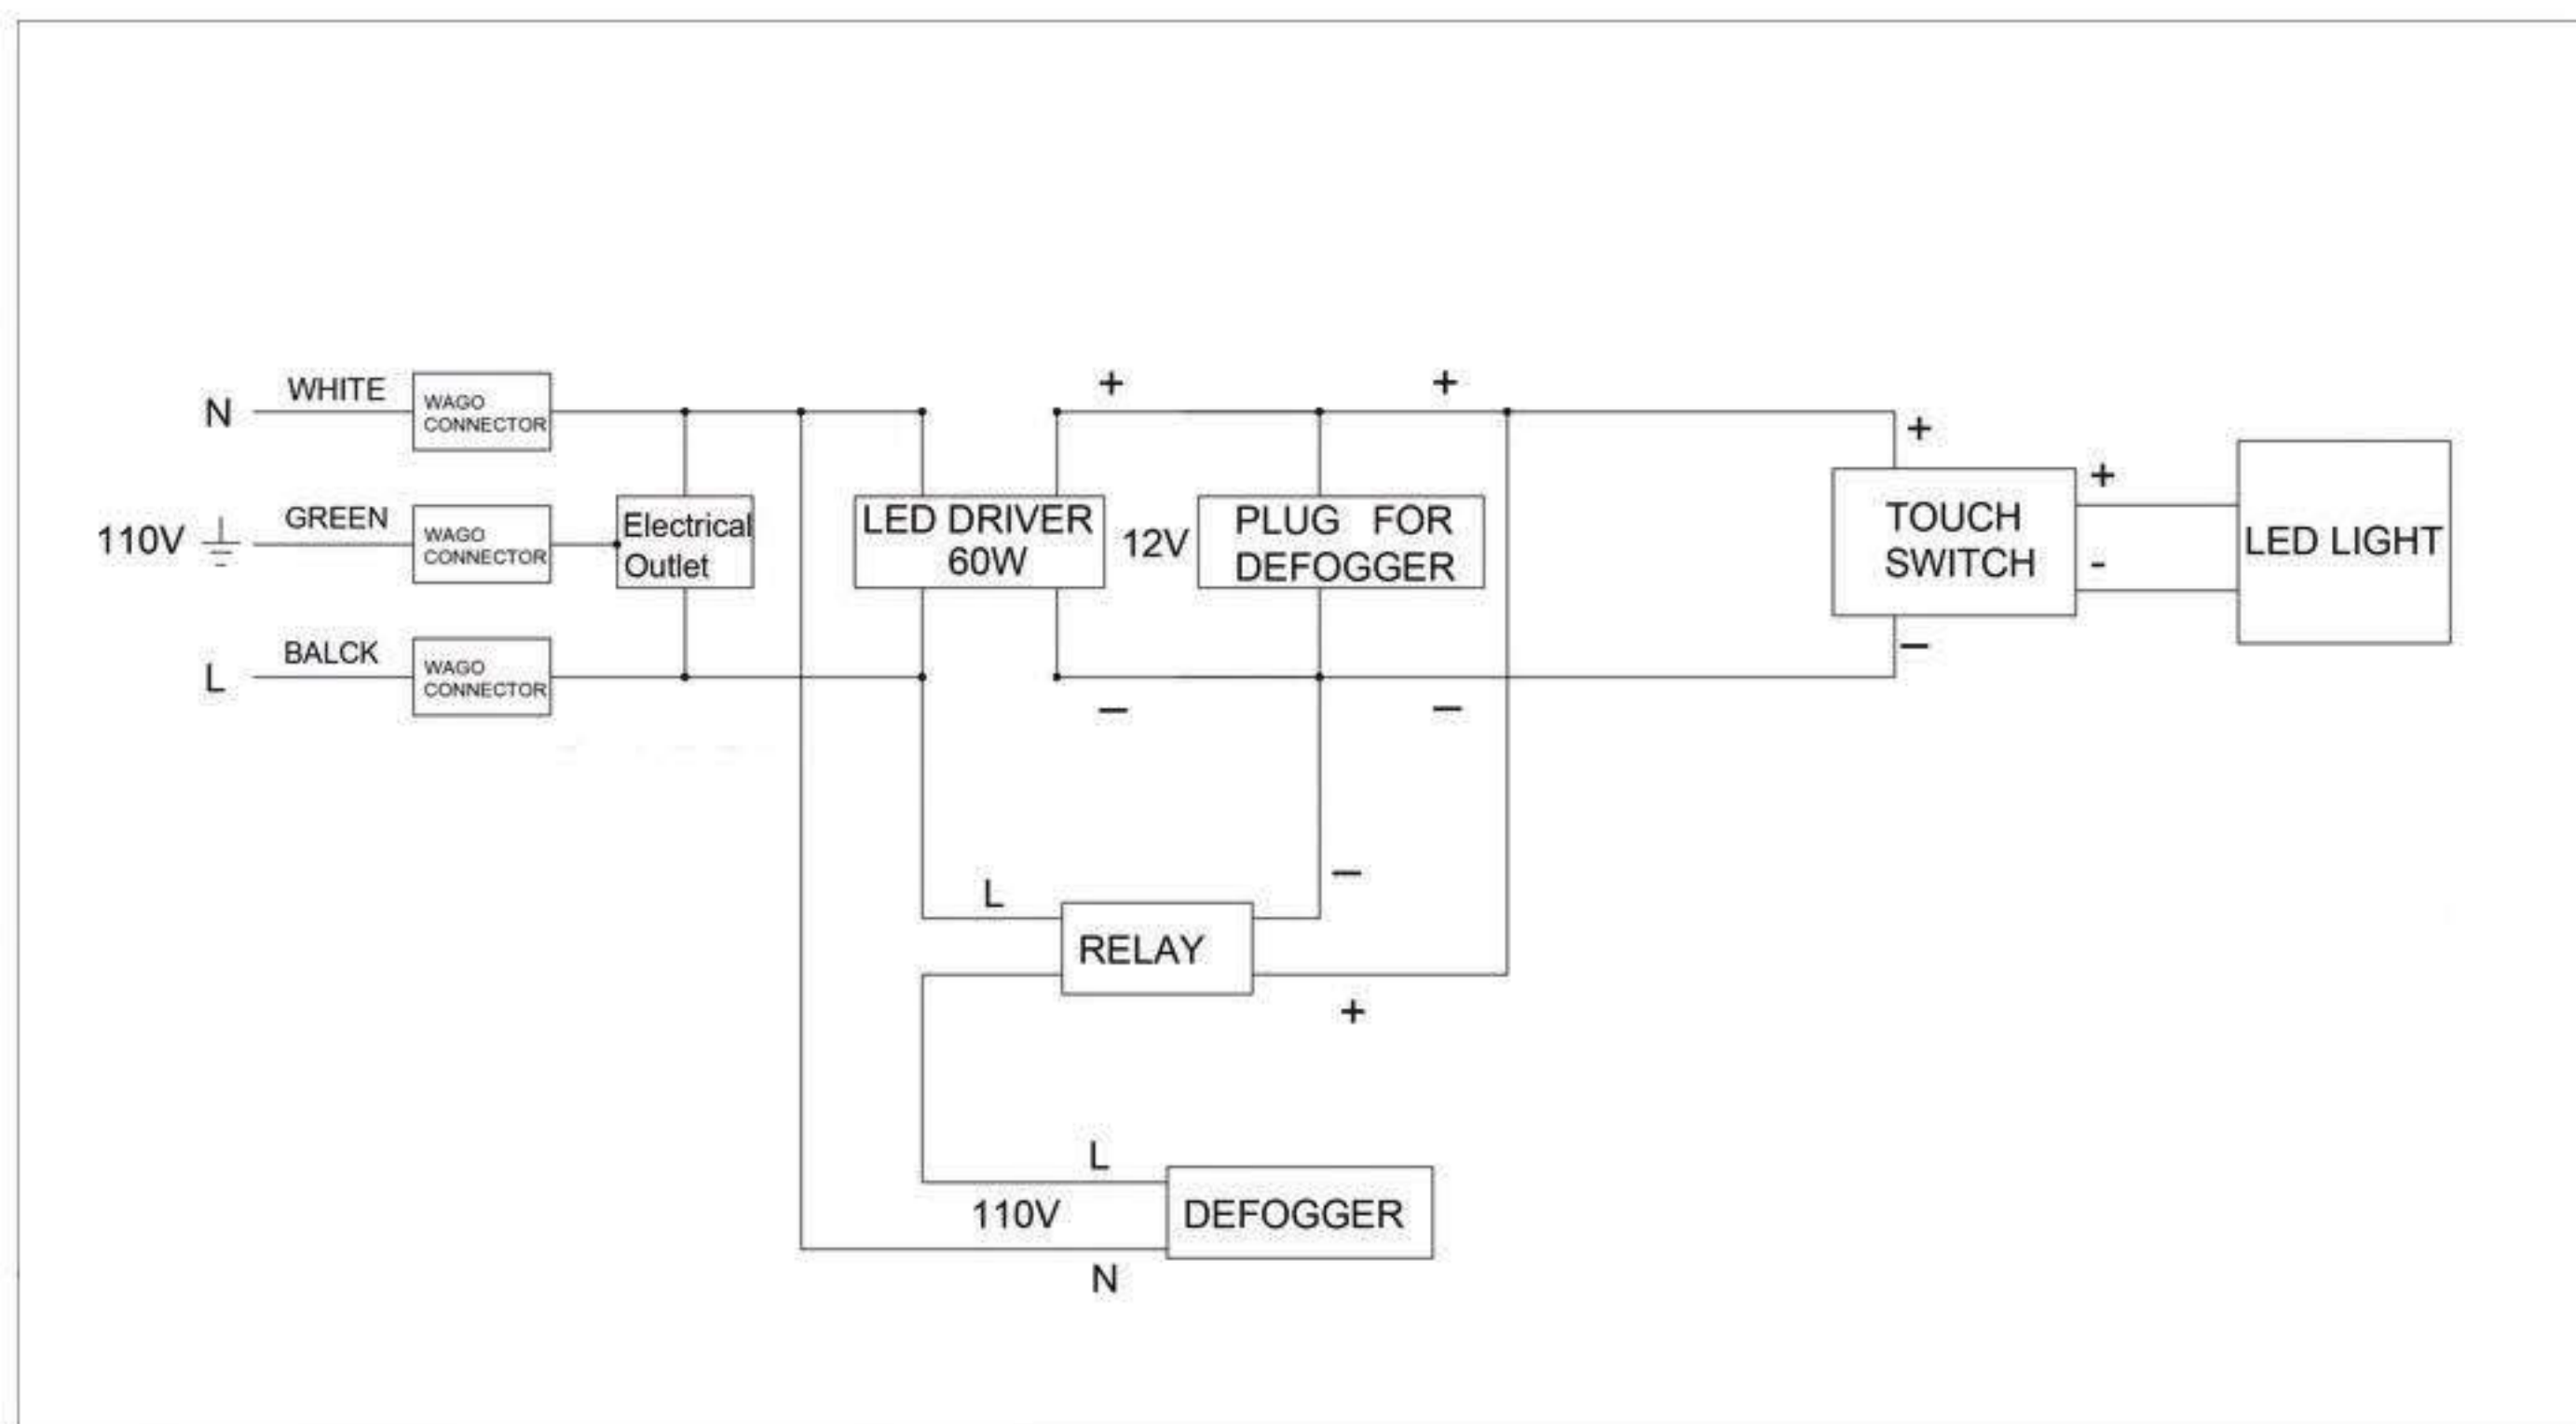 WHITE
N
WAGO
CONNECTOR
+
+
+
GREEN
110V
WAGO
CONNECTOR
Electrical
Outlet
LED DRIVER
60W
12V
PLUG FOR
DEFOGGER
TOUCH
SWITCH
+
-
LED LIGHT
BALCK
L
WAGO
CONNECTOR
–
–
–
L
–
RELAY
+
L
110V
DEFOGGER
N